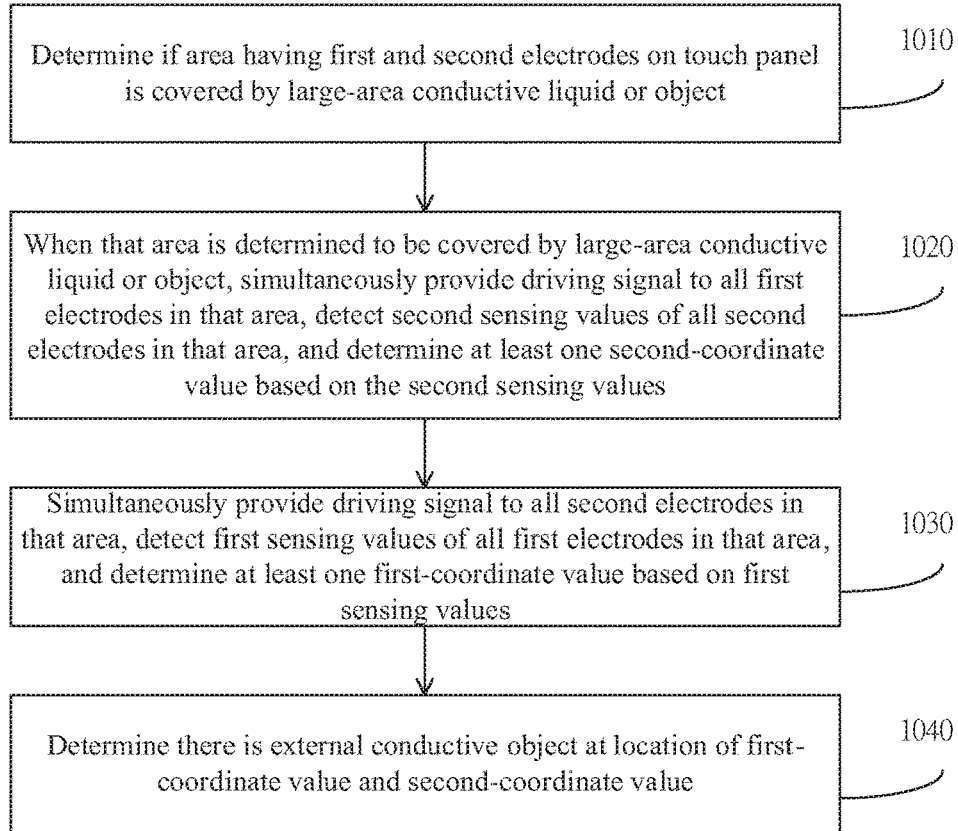 Determine if area having first and second electrodes on touch panel
is covered by large-area conductive liquid or object
1010
When that area is determined to be covered by large-area conductive
liquid or object, simultaneously provide driving signal to all first
electrodes in that area, detect second sensing values of all second
electrodes in that area, and determine at least one second-coordinate
value based on the second sensing values
1020
Simultaneously provide driving signal to all second electrodes in
that area, detect first sensing values of all first electrodes in that area,
and determine at least one first-coordinate value based on first
sensing values
1030
Determine there is external conductive object at location of first-
coordinate value and second-coordinate value
1040